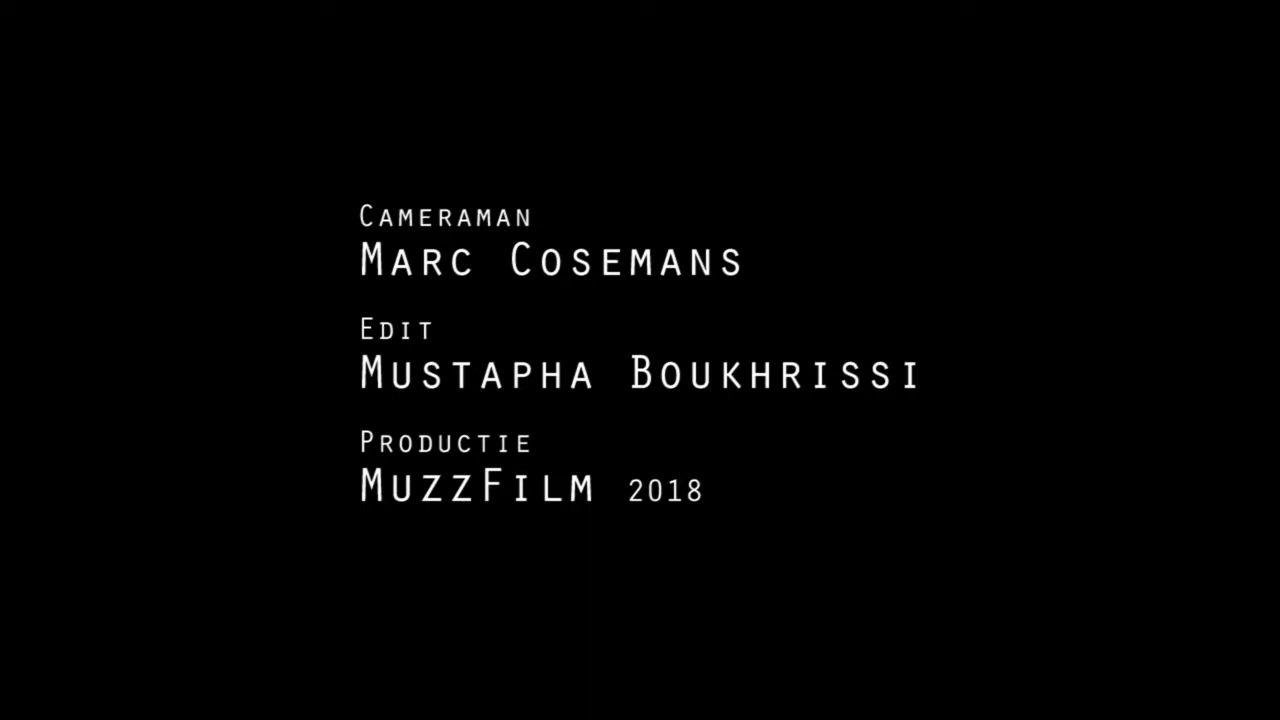 Cameraman
Marc Cosemans
Edit
Mustapha Boukhrissi
Productie
MuzzFilm 2018